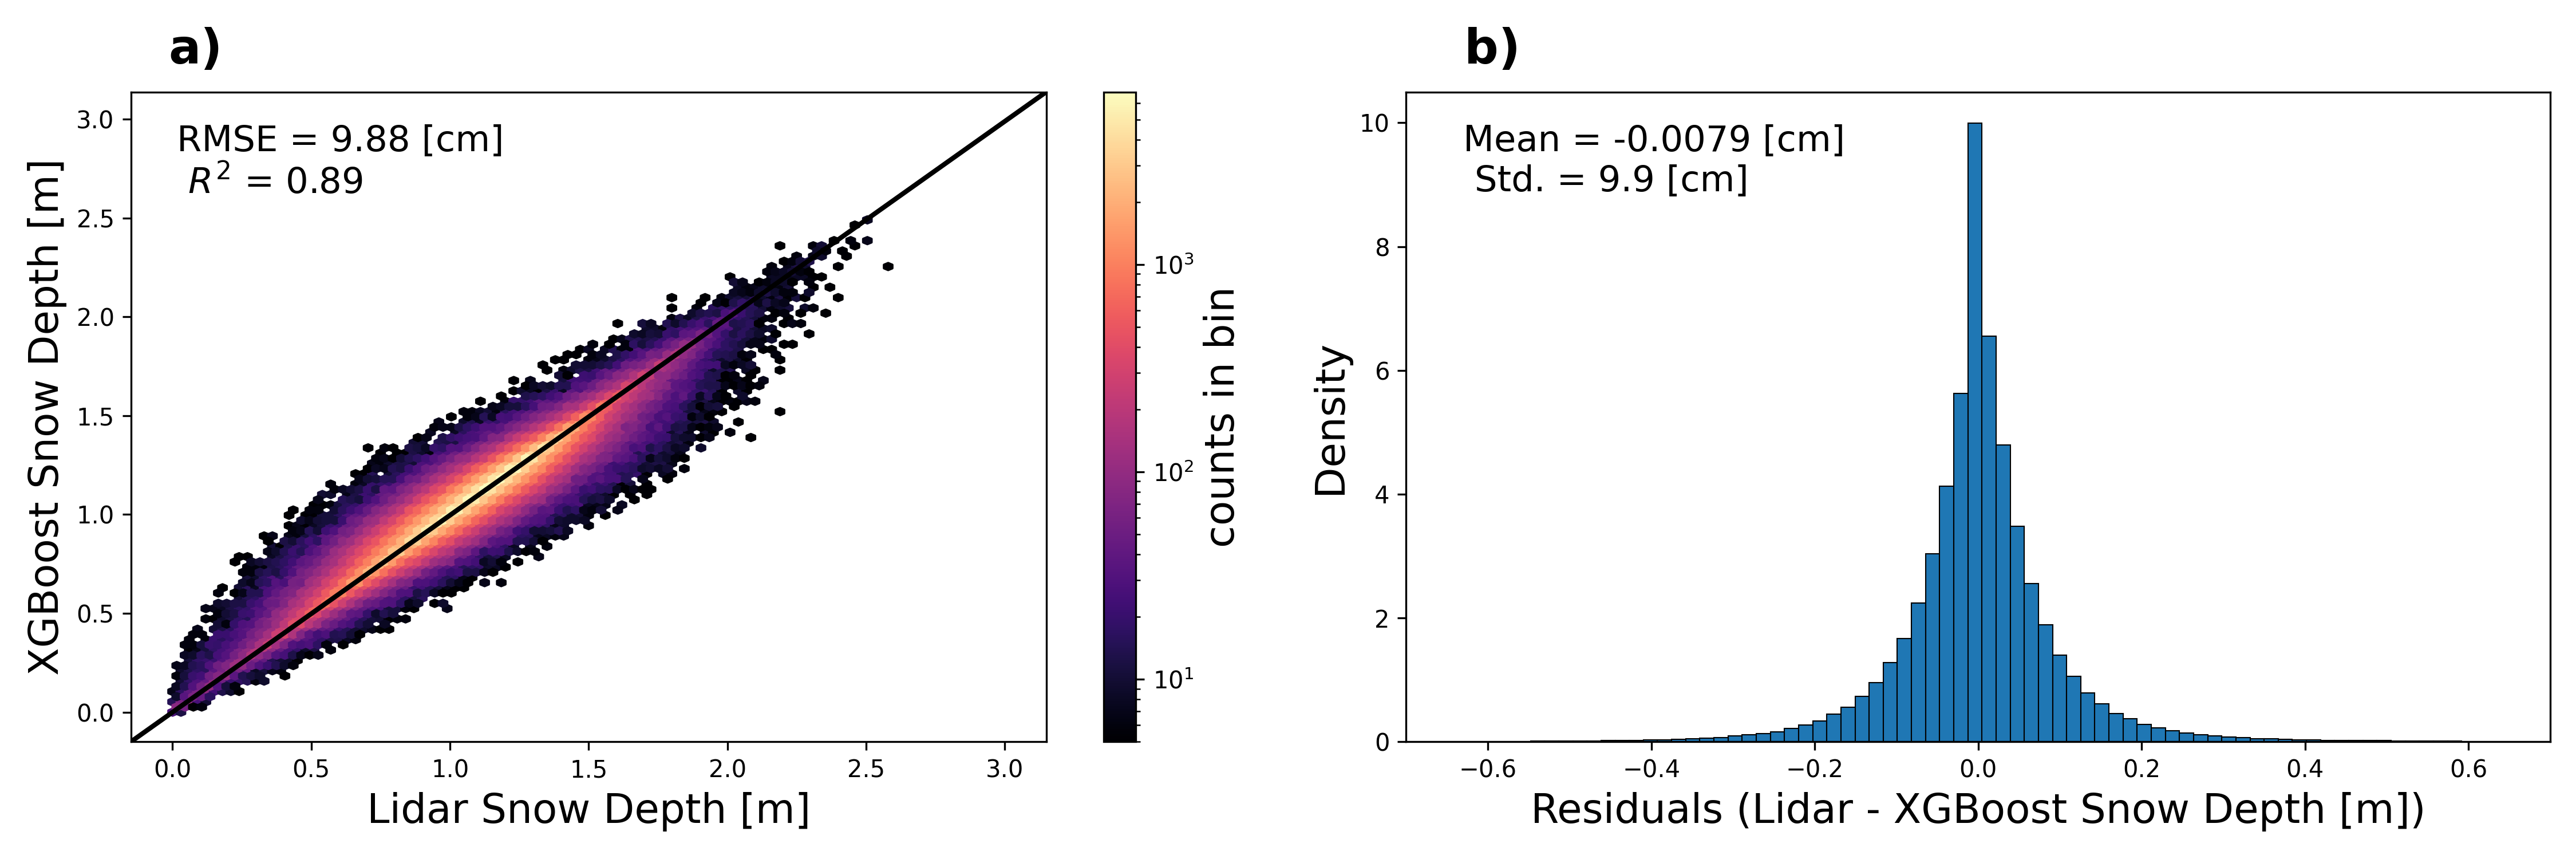 a)
RMSE = 9.88 [cm]
R² = 0.89
3.0
2.5
2.0
1.5
1.0
0.5
0.0
XGBoost Snow Depth [m]
0.0 0.5 1.0 1.5 2.0 2.5 3.0
Lidar Snow Depth [m]
10³
10²
10¹
counts in bin
b)
Mean = -0.0079 [cm]
Std. = 9.9 [cm]
10
8
6
4
2
0
Density
−0.6 −0.4 −0.2 0.0 0.2 0.4 0.6
Residuals (Lidar - XGBoost Snow Depth [m])